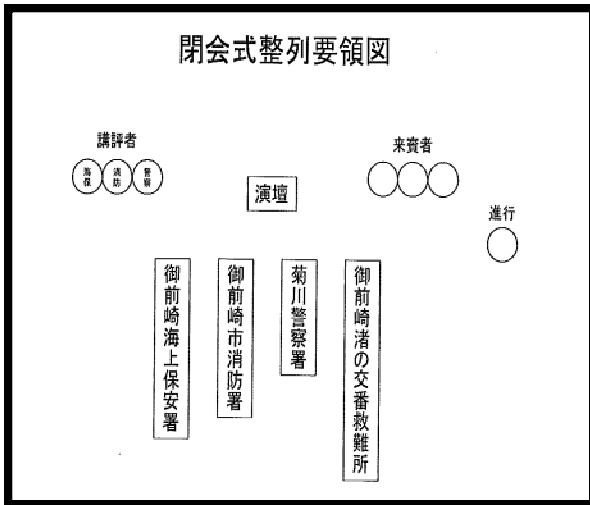 閉会式整列要領図
講評者
海保
消防
警察
来賓者
演壇
進行
御前崎海上保安署
御前崎市消防署
菊川警察署
御前崎渚の交番救難所